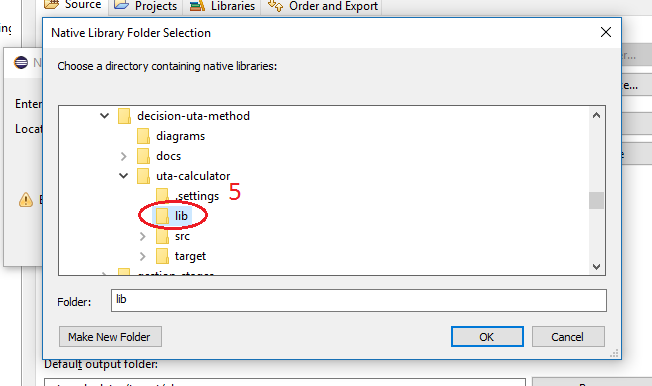 Source
Projects
Libraries
Order and Export
Native Library Folder Selection
Choose a directory containing native libraries:
Enter
Locat
decision-uta-method
diagrams
docs
uta-calculator
.settings
5
lib
src
target
Folder:
lib
Make New Folder
OK
Cancel
Default output folder: